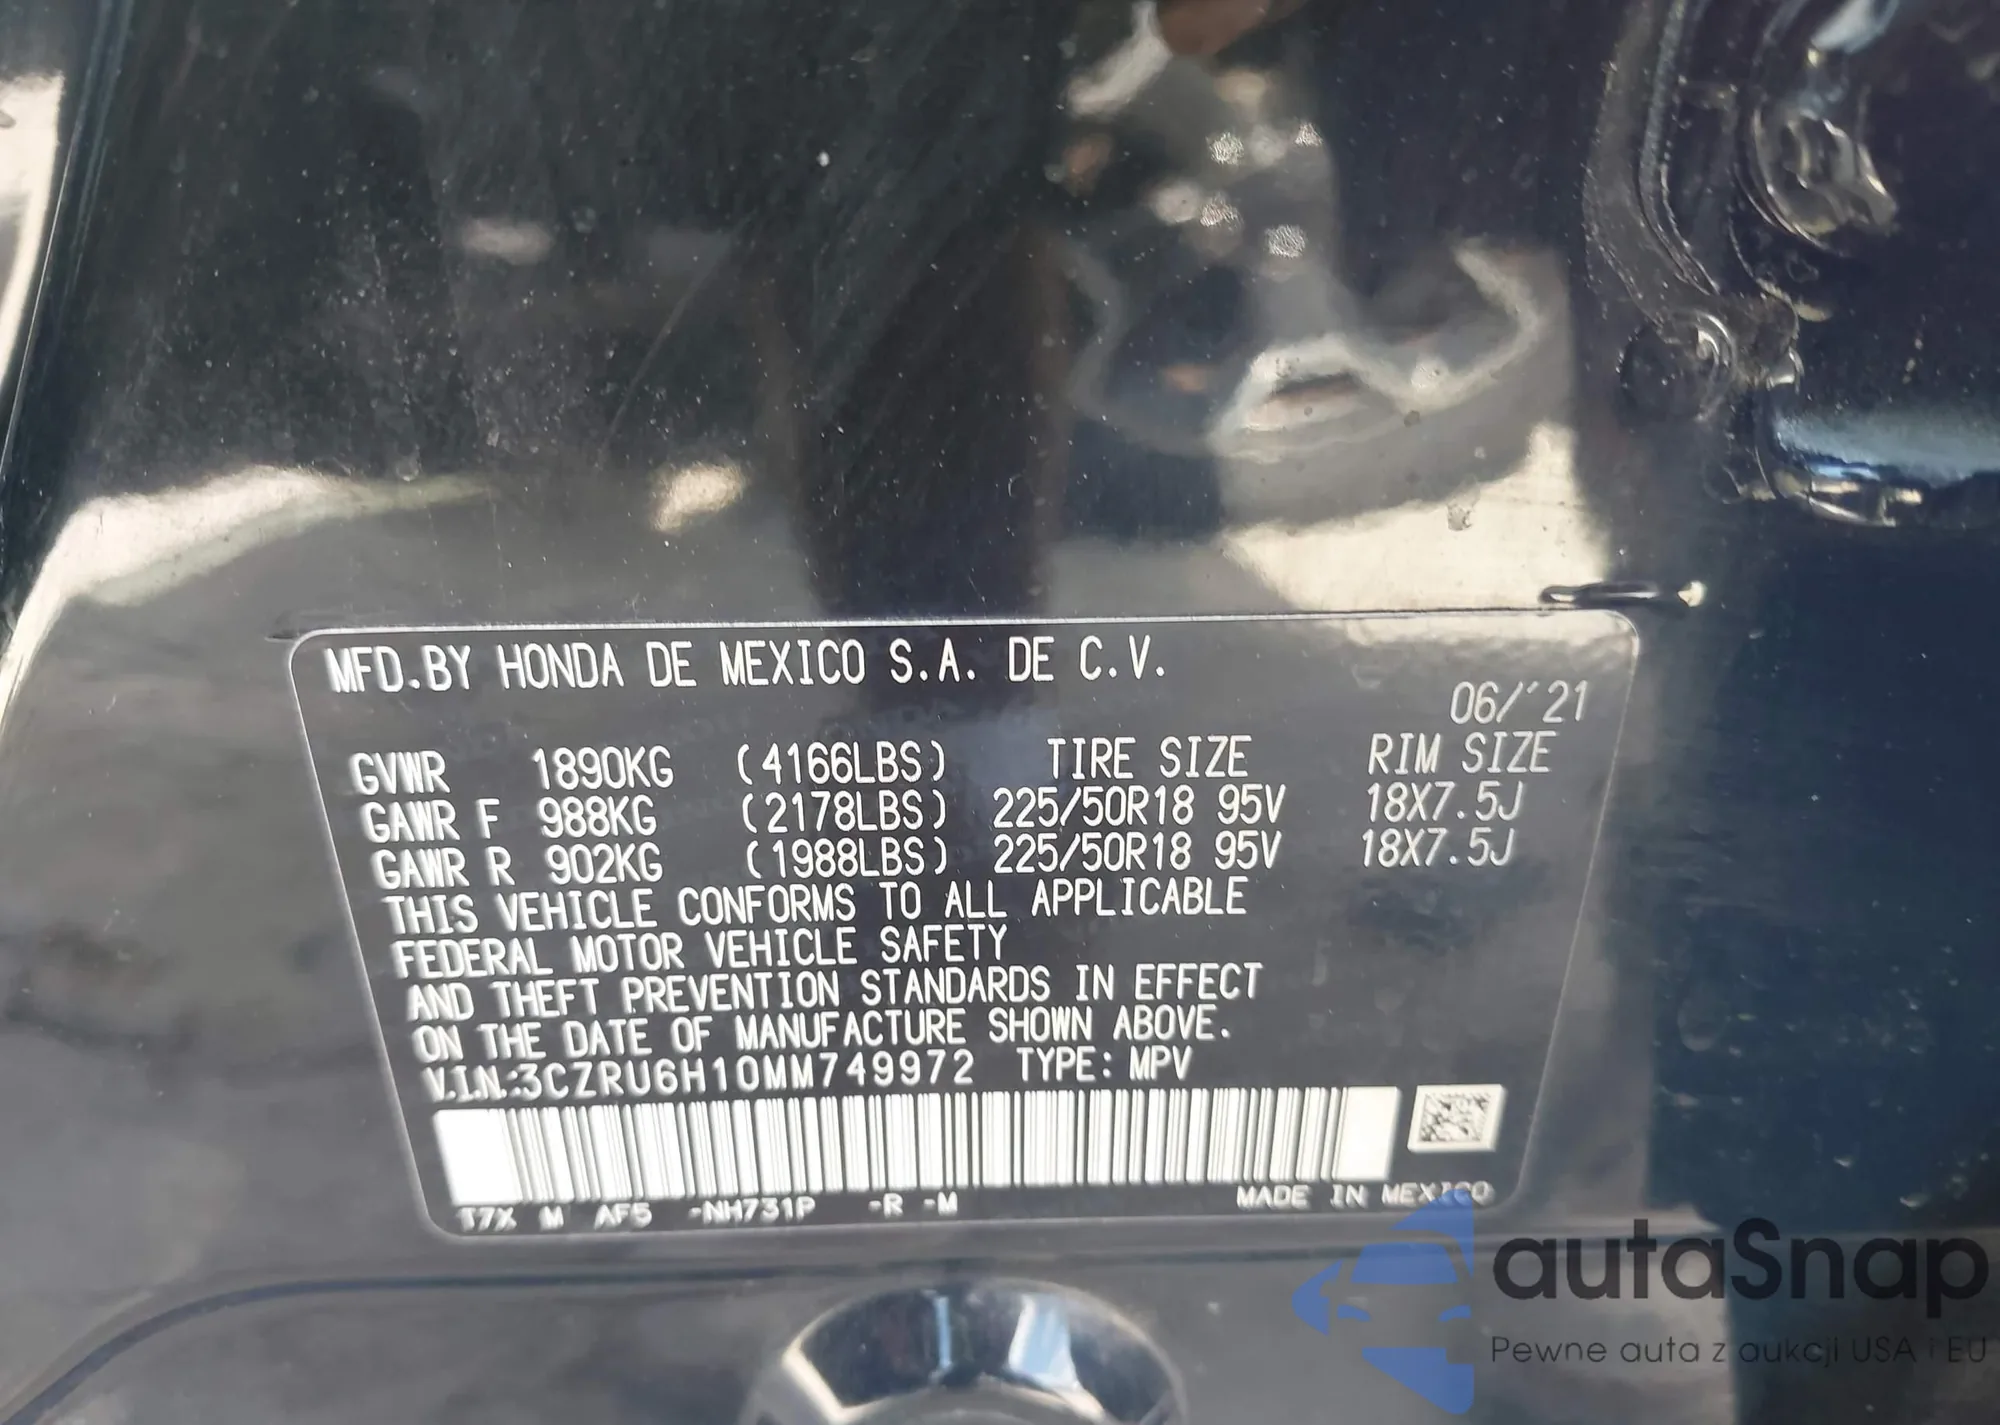 MFD.BY HONDA DE MEXICO S.A. DE C.V.
06/'21
GVWR 1890KG (4166LBS) TIRE SIZE RIM SIZE
GAWR F 988KG (2178LBS) 225/50R18 95V 18X7.5J
GAWR R 902KG (1988LBS) 225/50R18 95V 18X7.5J
THIS VEHICLE CONFORMS TO ALL APPLICABLE
FEDERAL MOTOR VEHICLE SAFETY
AND THEFT PREVENTION STANDARDS IN EFFECT
ON THE DATE OF MANUFACTURE SHOWN ABOVE.
V.I.N.:3CZRU6H10MM749972 TYPE: MPV
T7X M AF5 -NH731P -R -M MADE IN MEXICO
autaSnap
Pewne auta z aukcji USA i EU